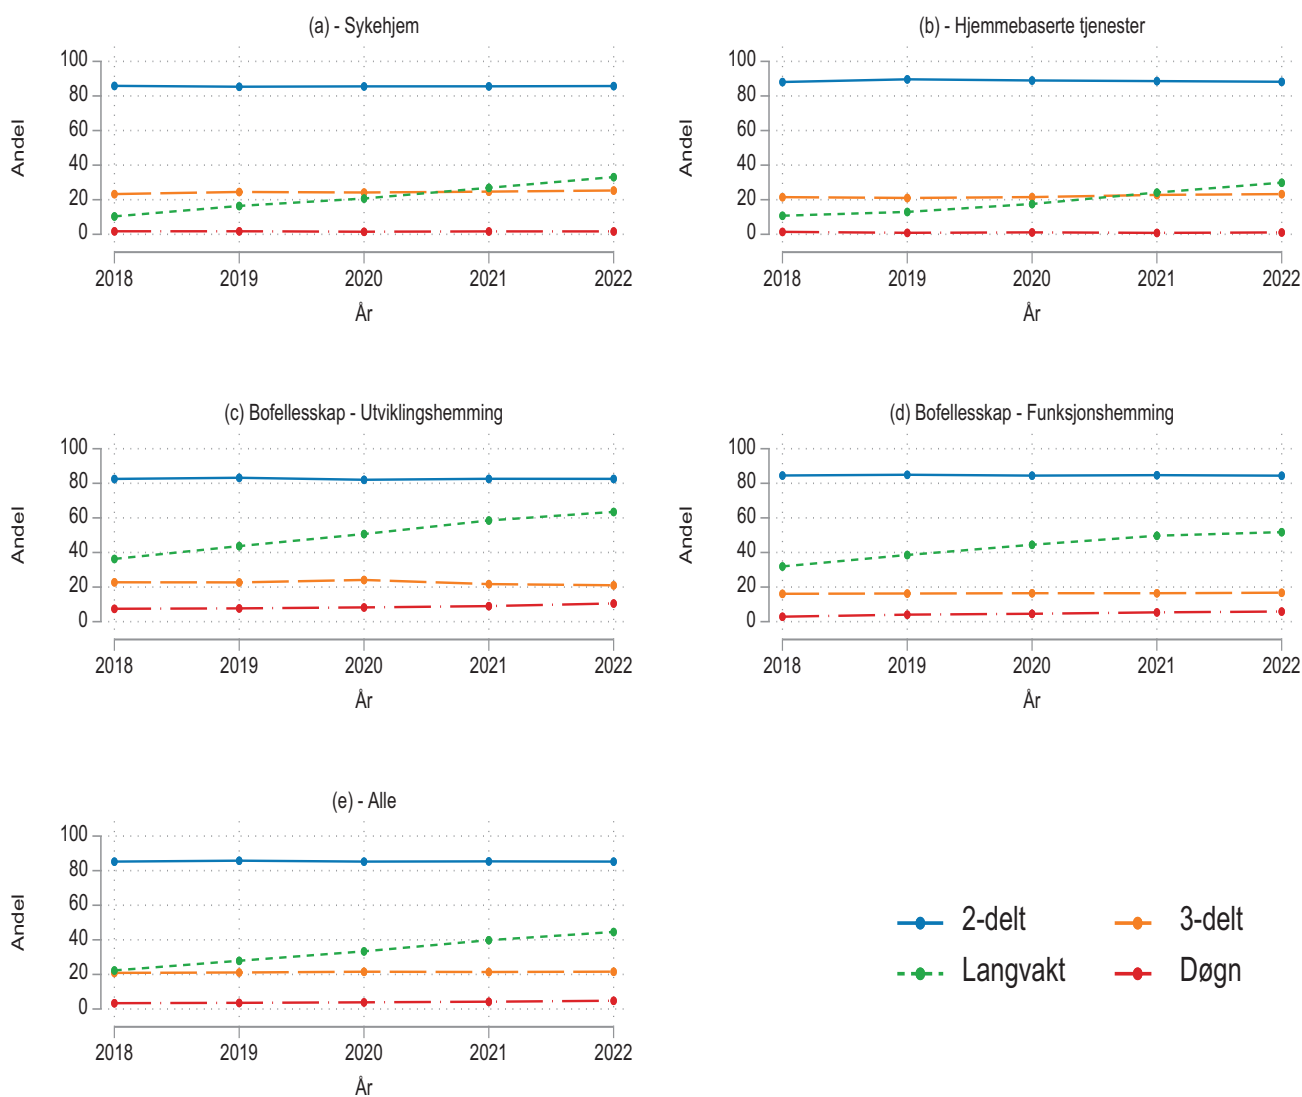 (a) - Sykehjem
100
80
60
40
20
0
Andel
2018 2019 2020 2021 2022
År
(b) - Hjemmebaserte tjenester
100
80
60
40
20
0
Andel
2018 2019 2020 2021 2022
År
(c) Bofellesskap - Utviklingshemming
100
80
60
40
20
0
Andel
2018 2019 2020 2021 2022
År
(d) Bofellesskap - Funksjonshemming
100
80
60
40
20
0
Andel
2018 2019 2020 2021 2022
År
(e) - Alle
100
80
60
40
20
0
Andel
2018 2019 2020 2021 2022
År
2-delt 3-delt
Langvakt Døgn